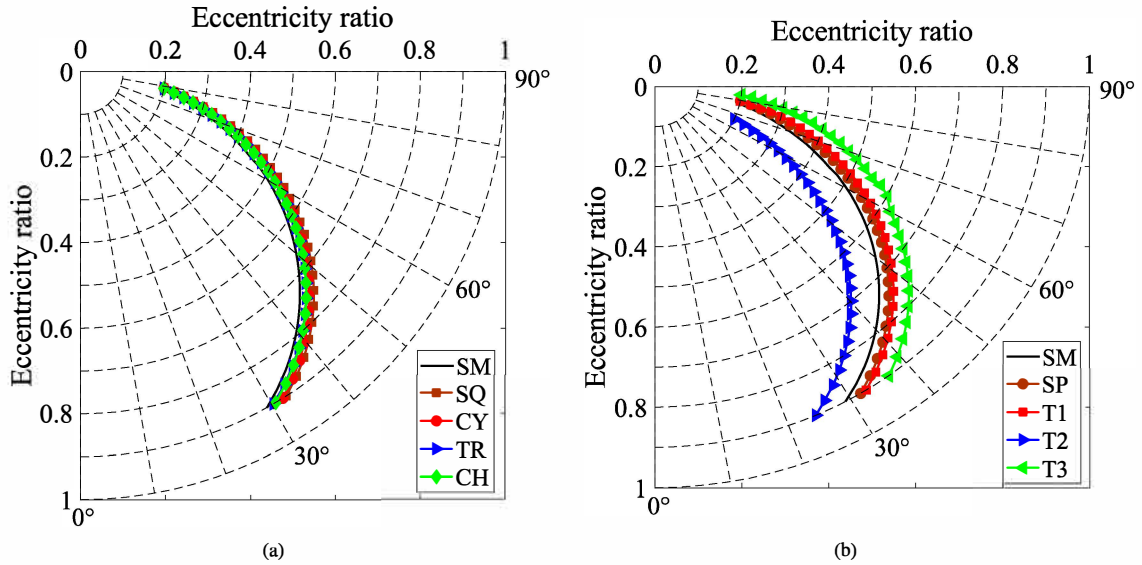 Eccentricity ratio
0 0.2 0.4 0.6 0.8 1
90°
0
0.2
0.4
0.6
0.8
1
Eccentricity ratio
0°
30°
60°
SM
SQ
CY
TR
CH
(a)
Eccentricity ratio
0 0.2 0.4 0.6 0.8 1
90°
0
0.2
0.4
0.6
0.8
1
Eccentricity ratio
0°
30°
60°
SM
SP
T1
T2
T3
(b)